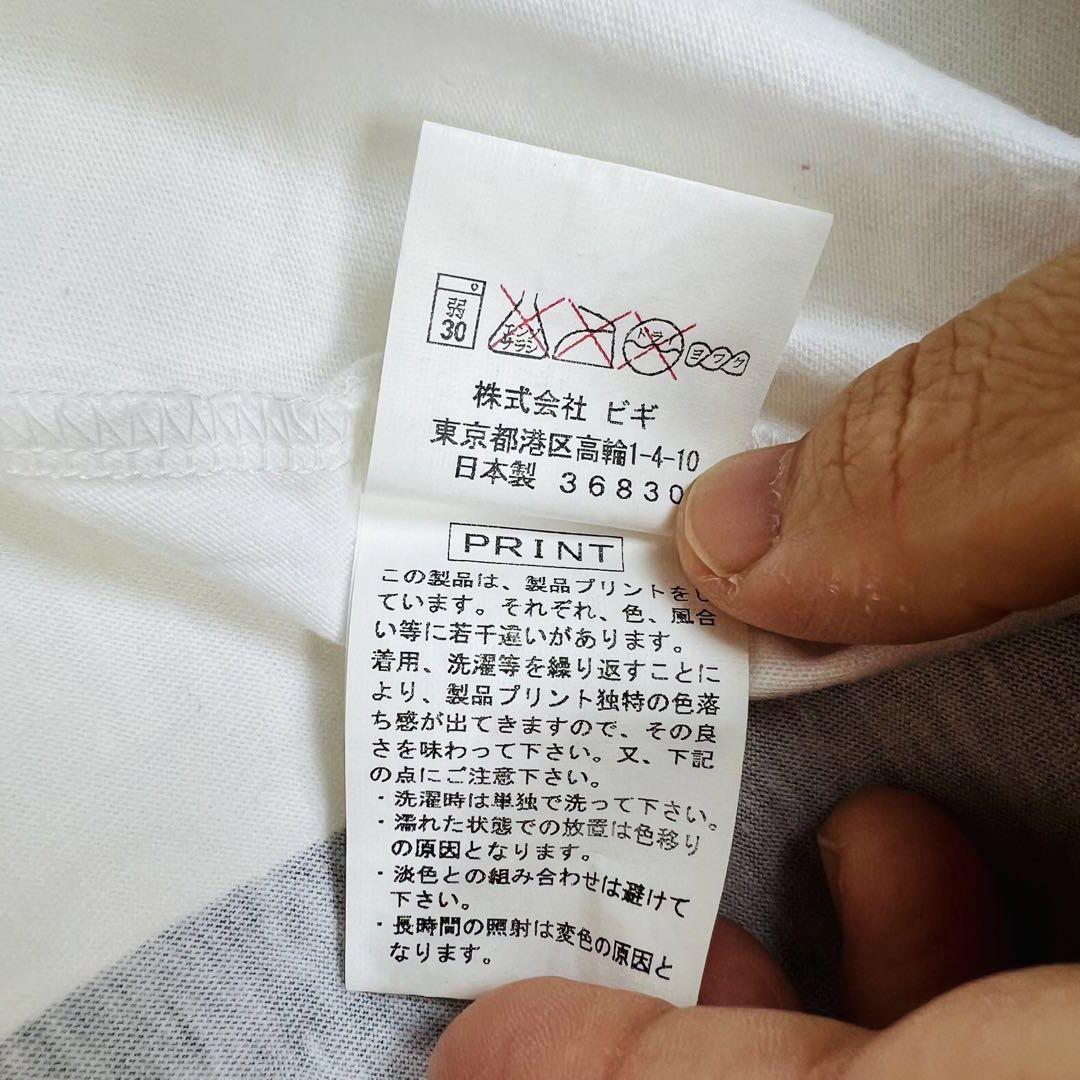 弱
30
エンソ
サラシ
ドライ
ヨワク
株式会社 ビギ
東京都港区高輪1-4-10
日本製 36830
PRINT
この製品は、製品プリントをし
ています。それぞれ、色、風合
い等に若干違いがあります。
着用、洗濯等を繰り返すことに
より、製品プリント独特の色落
ち感が出てきますので、その良
さを味わって下さい。又、下記
の点にご注意下さい。
・洗濯時は単独で洗って下さい。
・濡れた状態での放置は色移り
の原因となります。
・淡色との組み合わせは避けて
下さい。
・長時間の照射は変色の原因と
なります。